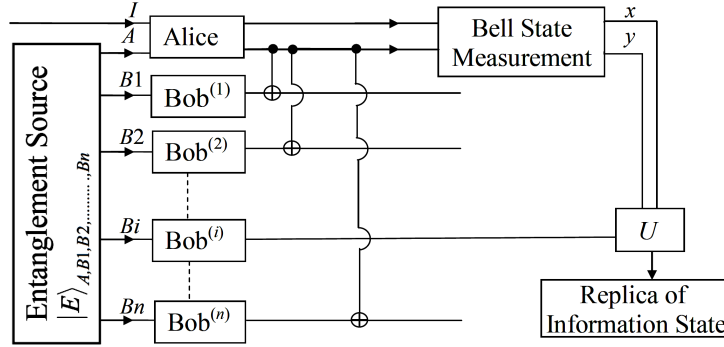 I
A
Alice
Bell State
Measurement
x
y
Entanglement Source
|E⟩A,B1,B2,.........,Bn
B1
Bob(1)
B2
Bob(2)
Bi
Bob(i)
U
Bn
Bob(n)
Replica of
Information State